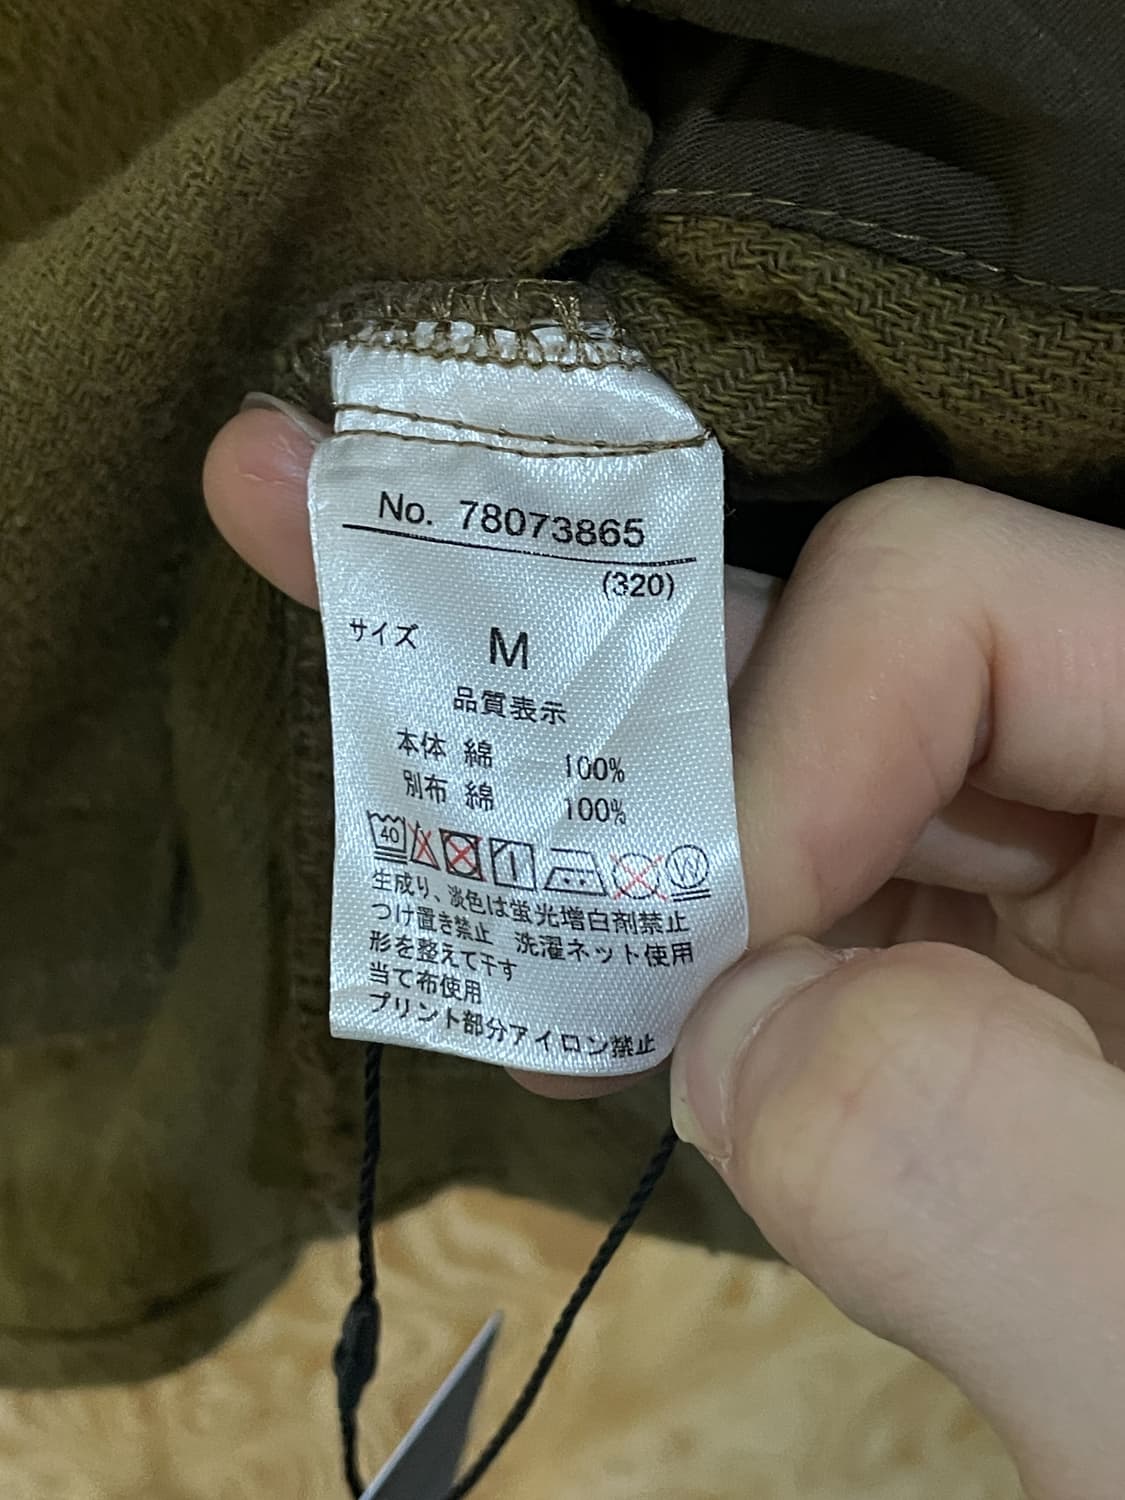 No. 78073865
(320)
サイズ M
品質表示
本体 綿 100%
別布 綿 100%
40 W
生成り、淡色は蛍光増白剤禁止
つけ置き禁止 洗濯ネット使用
形を整えて干す
当て布使用
プリント部分アイロン禁止